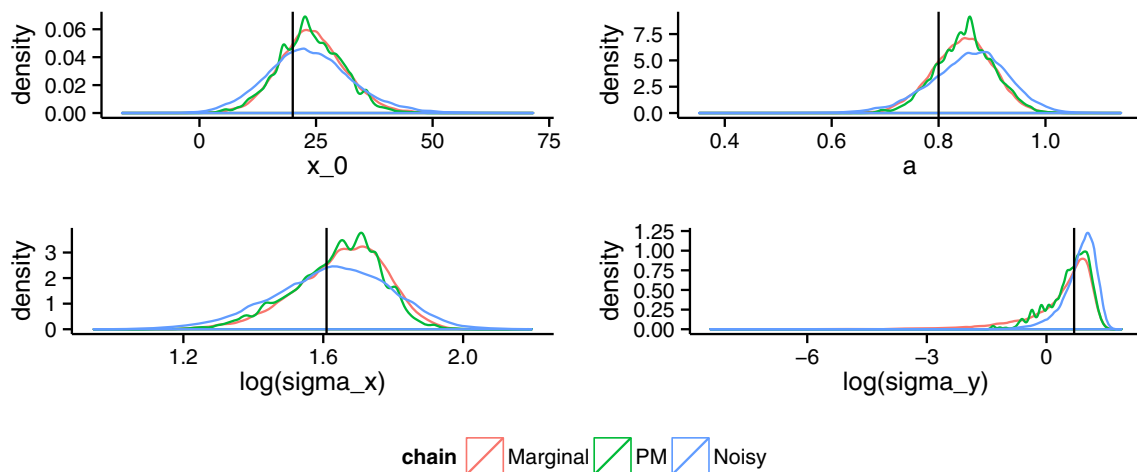 density
0.06
0.04
0.02
0.00
0 25 50 75
x_0
density
7.5
5.0
2.5
0.0
0.4 0.6 0.8 1.0
a
density
3
2
1
0
1.2 1.6 2.0
log(sigma_x)
density
1.25
1.00
0.75
0.50
0.25
0.00
−6 −3 0
log(sigma_y)
chain Marginal PM Noisy